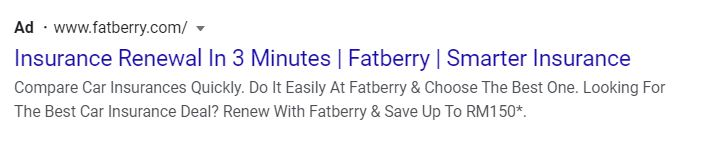 Ad · www.fatberry.com/
Insurance Renewal In 3 Minutes | Fatberry | Smarter Insurance
Compare Car Insurances Quickly. Do It Easily At Fatberry & Choose The Best One. Looking For
The Best Car Insurance Deal? Renew With Fatberry & Save Up To RM150*.